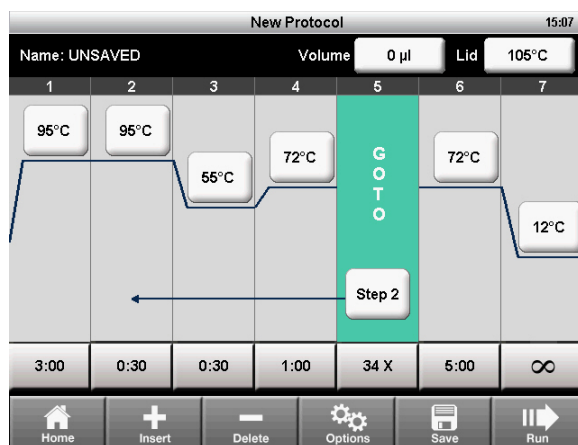 New Protocol 15:07
Name: UNSAVED Volume 0 µl Lid 105°C
1 2 3 4 5 6 7
95°C 95°C 55°C 72°C GOTO 72°C 12°C
Step 2
3:00 0:30 0:30 1:00 34 X 5:00 ∞
Home Insert Delete Options Save Run